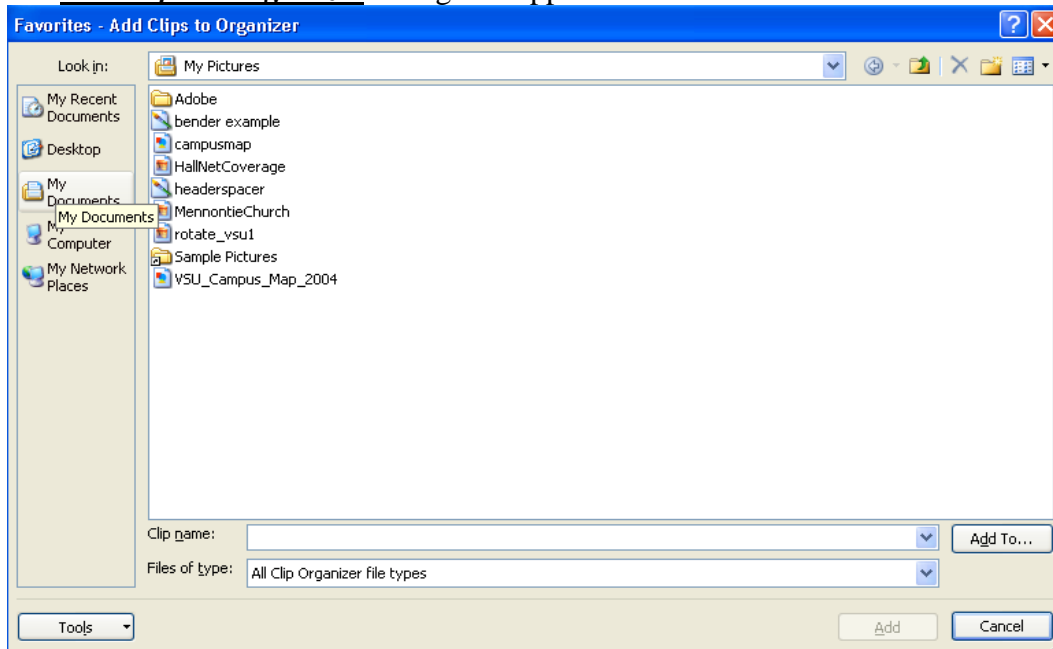 Favorites - Add Clips to Organizer
Look in:
My Pictures
My Recent
Documents
Desktop
My
Documents
My Documents
My
Computer
My Network
Places
Adobe
bender example
campusmap
HallNetCoverage
headerspacer
MennontieChurch
rotate_vsu1
Sample Pictures
VSU_Campus_Map_2004
Clip name:
Add To...
Files of type:
All Clip Organizer file types
Tools
Add
Cancel